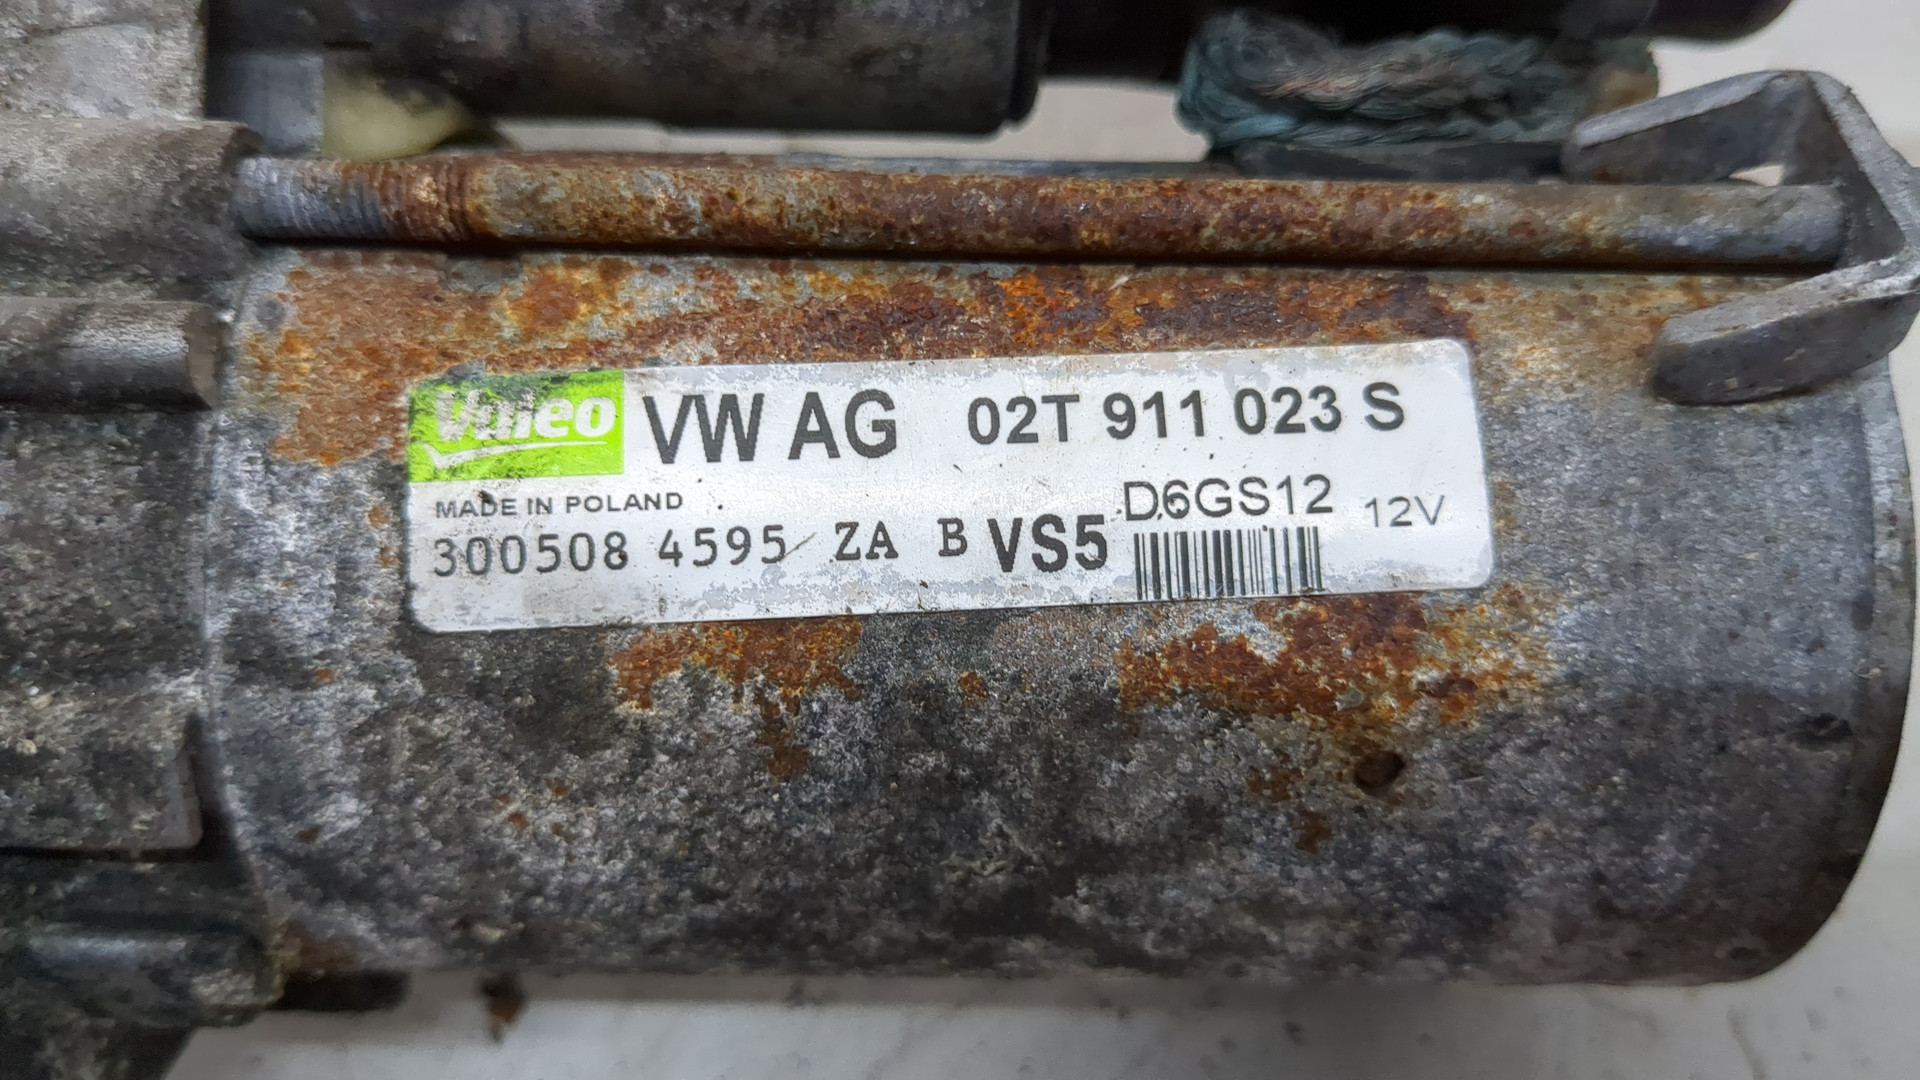 Valeo VW AG 02T 911 023 S
MADE IN POLAND D6GS12 12V
300508 4595 ZA B VS5